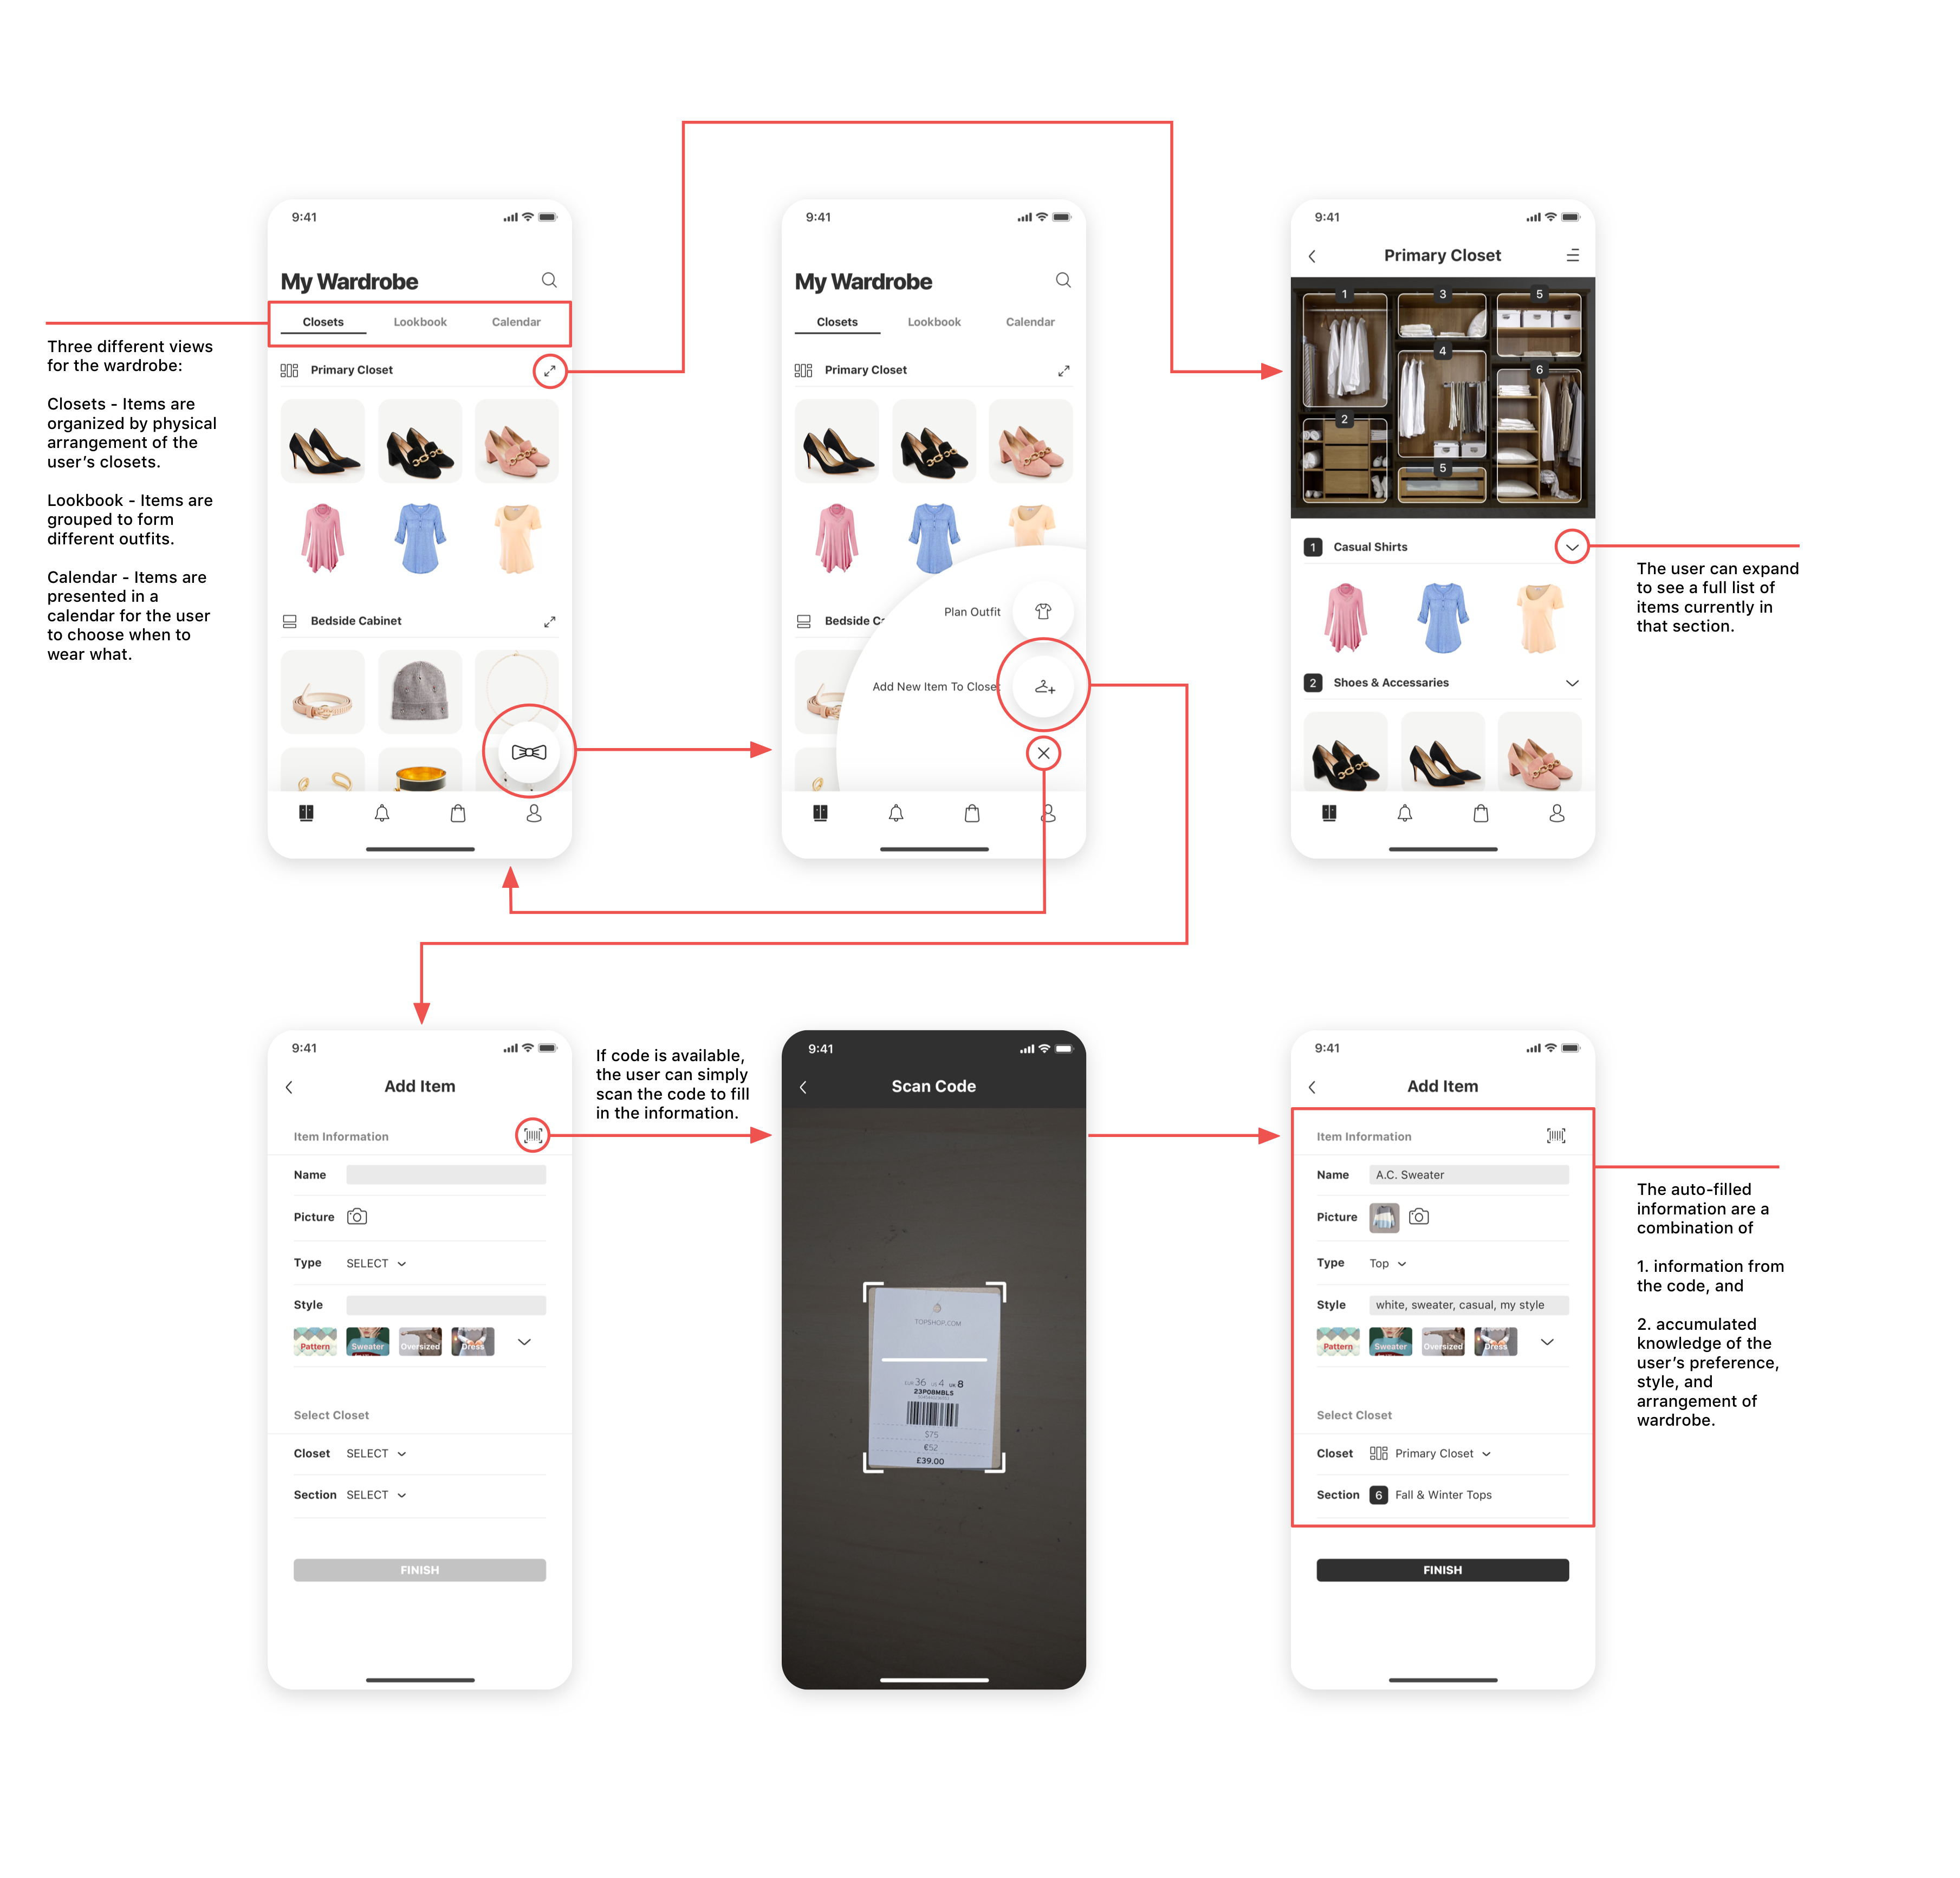 9:41
My Wardrobe
Closets Lookbook Calendar
Primary Closet
Bedside Cabinet
Three different views
for the wardrobe:
Closets - Items are
organized by physical
arrangement of the
user's closets.
Lookbook - Items are
grouped to form
different outfits.
Calendar - Items are
presented in a
calendar for the user
to choose when to
wear what.
9:41
My Wardrobe
Closets Lookbook Calendar
Primary Closet
Bedside Ca
Plan Outfit
Add New Item To Closet
9:41
Primary Closet
1 3 5
4
6
2
5
1 Casual Shirts
2 Shoes & Accessaries
The user can expand
to see a full list of
items currently in
that section.
9:41
Add Item
Item Information
Name
Picture
Type SELECT
Style
Pattern Sweater Oversized Dress
Select Closet
Closet SELECT
Section SELECT
FINISH
If code is available,
the user can simply
scan the code to fill
in the information.
9:41
Scan Code
TOPSHOP.COM
EUR 36 US 4 UK 8
23P08MBLS
$75
€52
£39.00
9:41
Add Item
Item Information
Name A.C. Sweater
Picture
Type Top
Style white, sweater, casual, my style
Pattern Sweater Oversized Dress
Select Closet
Closet Primary Closet
Section 6 Fall & Winter Tops
FINISH
The auto-filled
information are a
combination of
1. information from
the code, and
2. accumulated
knowledge of the
user's preference,
style, and
arrangement of
wardrobe.